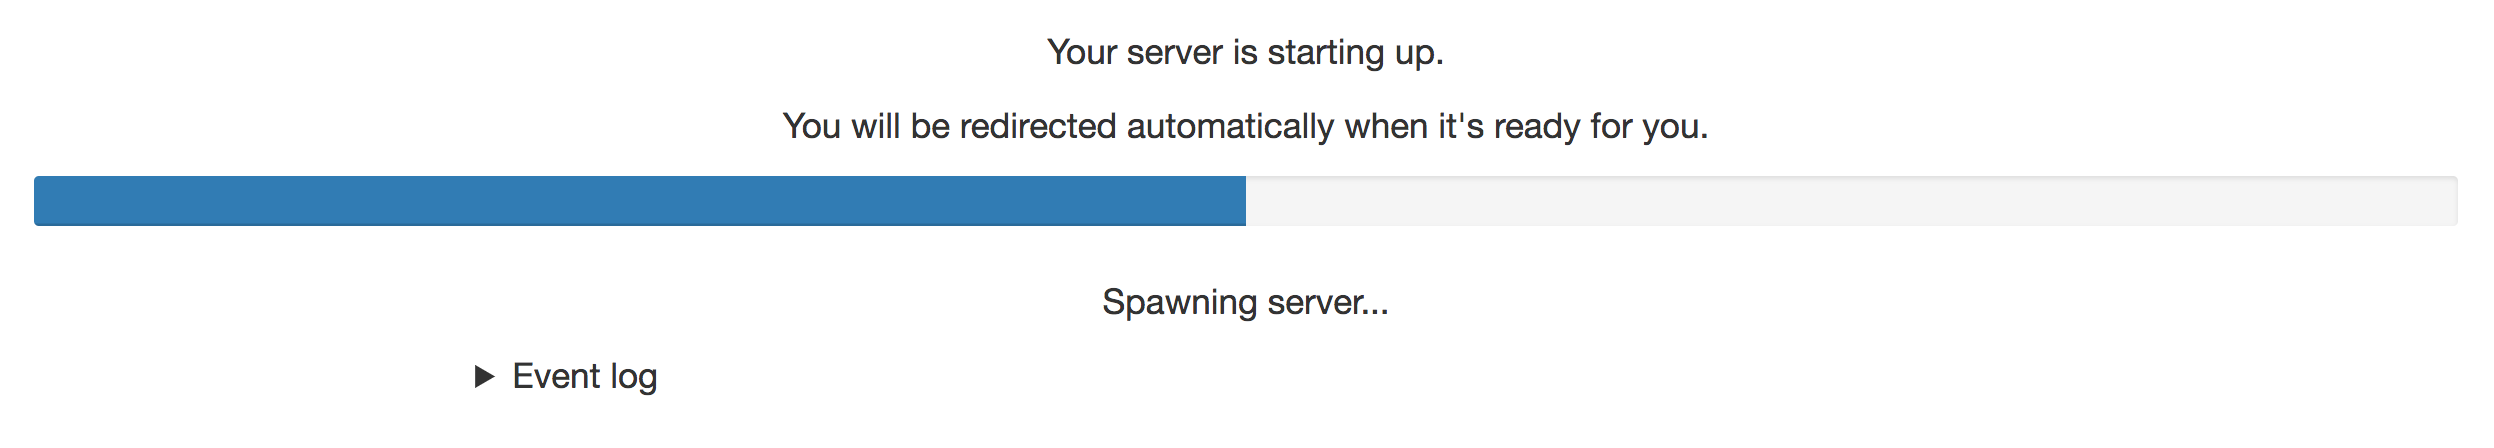 Your server is starting up.
You will be redirected automatically when it's ready for you.
Spawning server...
Event log